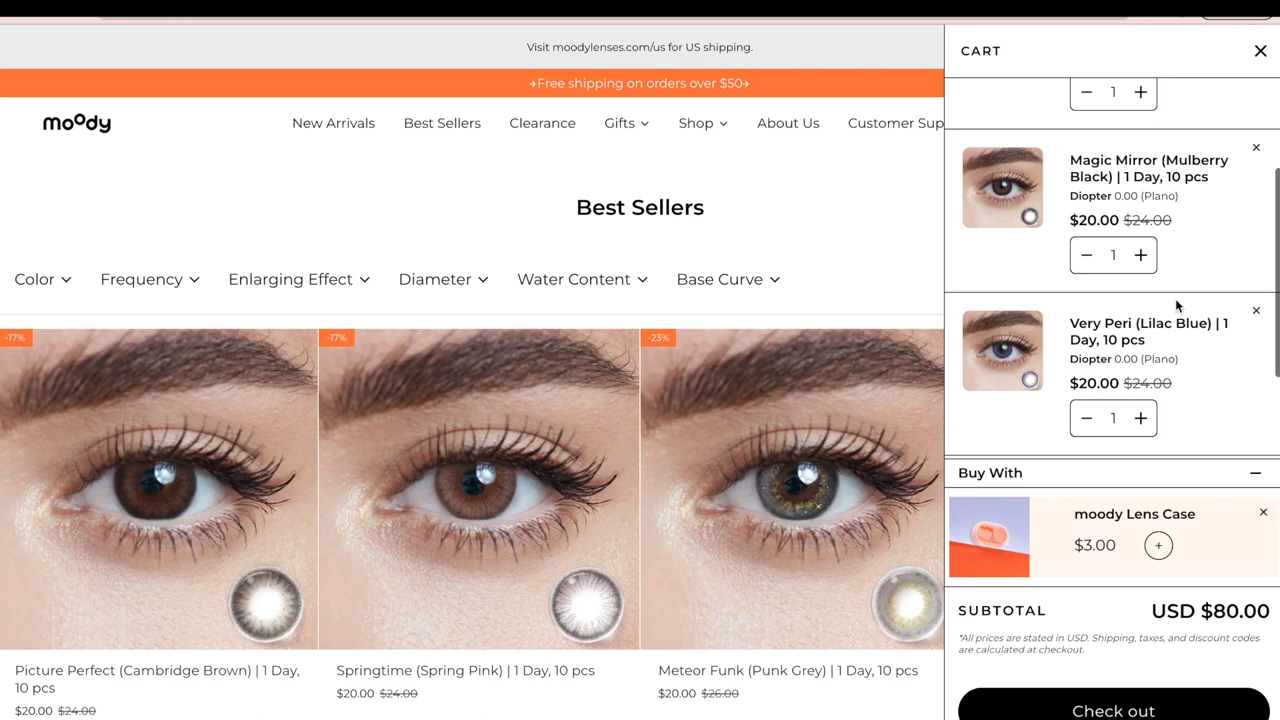 Visit moodylenses.com/us for US shipping.
✈Free shipping on orders over $50✈
moody
New Arrivals
Best Sellers
Clearance
Gifts
Shop
About Us
Customer Sup
Best Sellers
Color
Frequency
Enlarging Effect
Diameter
Water Content
Base Curve
-17%
-17%
-23%
Picture Perfect (Cambridge Brown) | 1 Day,
10 pcs
$20.00 $24.00
Springtime (Spring Pink) | 1 Day, 10 pcs
$20.00 $24.00
Meteor Funk (Punk Grey) | 1 Day, 10 pcs
$20.00 $26.00
CART
− 1 +
Magic Mirror (Mulberry
Black) | 1 Day, 10 pcs
Diopter 0.00 (Plano)
$20.00 $24.00
− 1 +
Very Peri (Lilac Blue) | 1
Day, 10 pcs
Diopter 0.00 (Plano)
$20.00 $24.00
− 1 +
Buy With
moody Lens Case
$3.00 +
SUBTOTAL USD $80.00
*All prices are stated in USD. Shipping, taxes, and discount codes
are calculated at checkout.
Check out